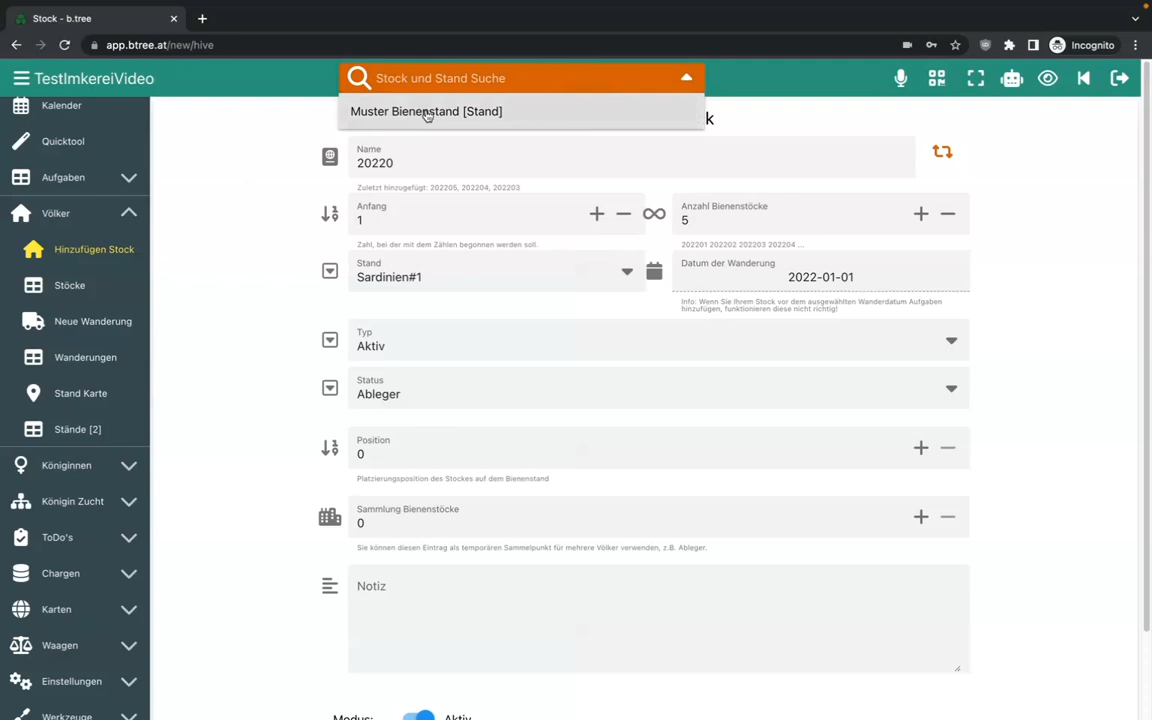 Stock - b.tree
app.btree.at/new/hive
Incognito
TestImkereiVideo
Stock und Stand Suche
Muster Bienenstand [Stand]
k
Kalender
Quicktool
Aufgaben
Völker
Hinzufügen Stock
Stöcke
Neue Wanderung
Wanderungen
Stand Karte
Stände [2]
Königinnen
Königin Zucht
ToDo's
Chargen
Karten
Waagen
Einstellungen
Werkzeuge
Name
20220
Zuletzt hinzugefügt: 202205, 202204, 202203
Anfang
1
Zahl, bei der mit dem Zählen begonnen werden soll.
Anzahl Bienenstöcke
5
202201 202202 202203 202204 ...
Stand
Sardinien#1
Datum der Wanderung
2022-01-01
Info: Wenn Sie Ihrem Stock vor dem ausgewählten Wanderdatum Aufgaben
hinzufügen, funktionieren diese nicht richtig!
Typ
Aktiv
Status
Ableger
Position
0
Platzierungsposition des Stockes auf dem Bienenstand
Sammlung Bienenstöcke
0
Sie können diesen Eintrag als temporären Sammelpunkt für mehrere Völker verwenden, z.B. Ableger.
Notiz
Modus: Aktiv